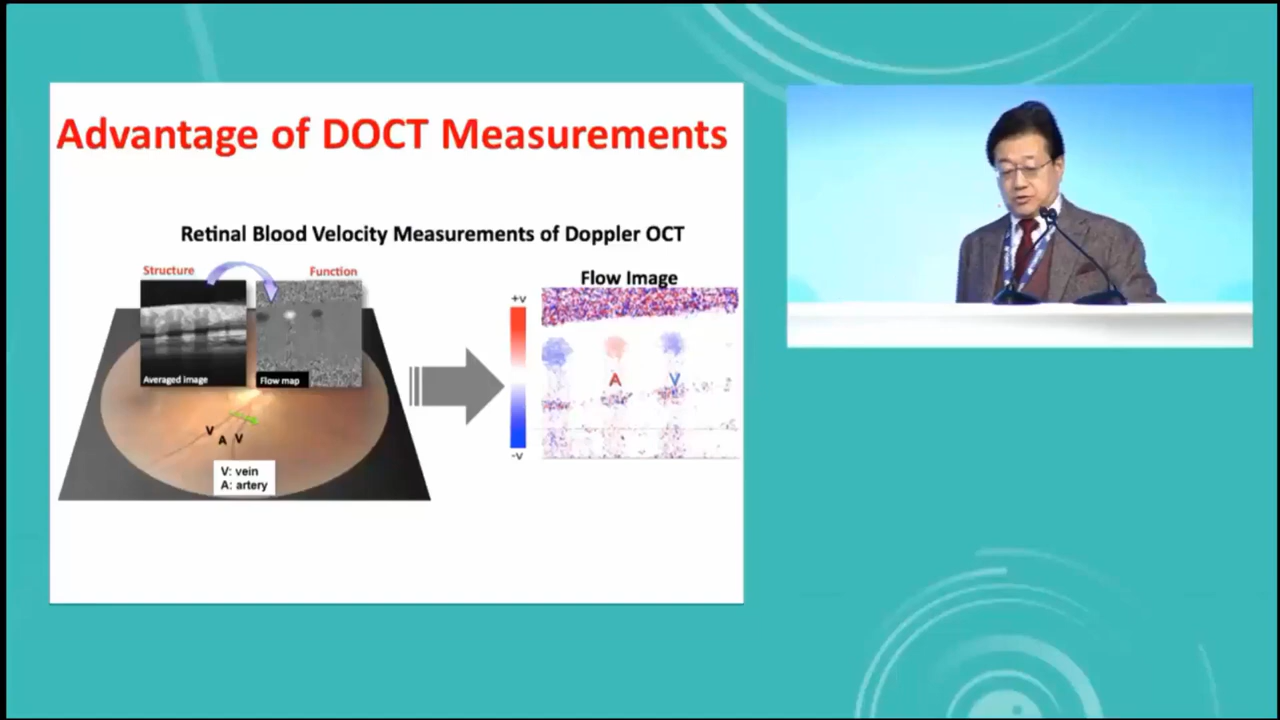 Advantage of DOCT Measurements
Retinal Blood Velocity Measurements of Doppler OCT
Structure
Function
Flow Image
+v
-v
Averaged image
Flow map
A
V
V
A
V
V: vein
A: artery